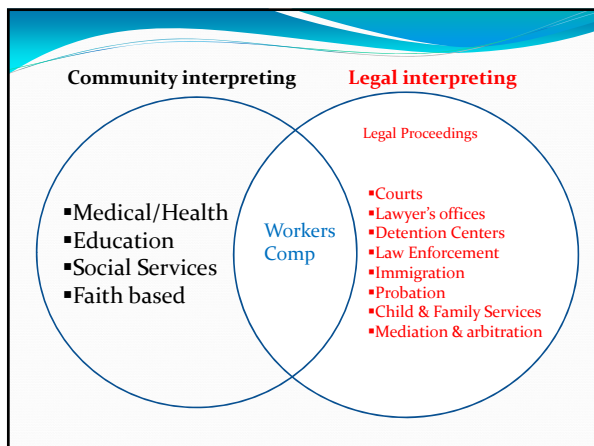 Community interpreting
Legal interpreting
▪Medical/Health
▪Education
▪Social Services
▪Faith based
Workers
Comp
Legal Proceedings
▪Courts
▪Lawyer's offices
▪Detention Centers
▪Law Enforcement
▪Immigration
▪Probation
▪Child & Family Services
▪Mediation & arbitration